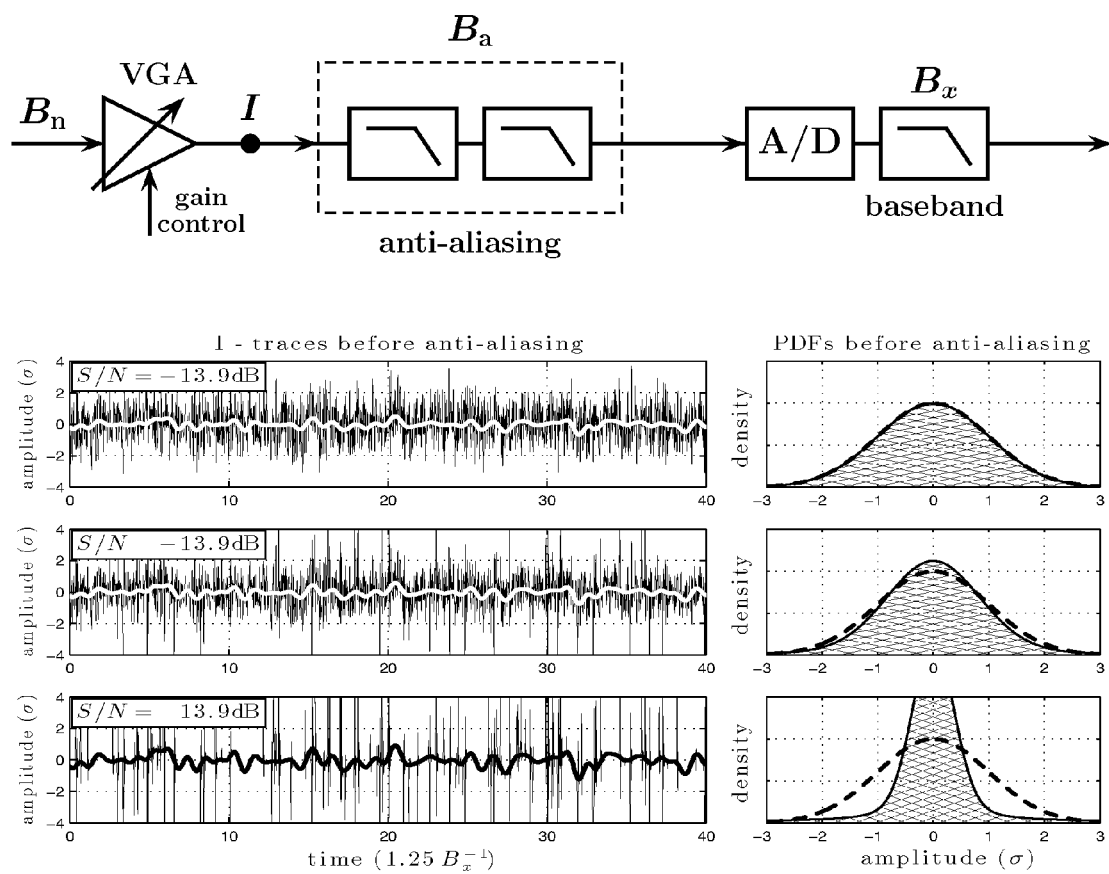 B_a
VGA
B_n
I
B_x
A/D
gain
control
anti-aliasing
baseband
I - traces before anti-aliasing
PDFs before anti-aliasing
amplitude (σ)
4
2
0
−2
−4
S/N = −13.9dB
0
10
20
30
40
density
−3
−2
−1
0
1
2
3
amplitude (σ)
4
2
0
−2
−4
S/N −13.9dB
0
10
20
30
40
density
−3
−2
−1
0
1
2
3
amplitude (σ)
4
2
0
−2
−4
S/N = 13.9dB
0
10
20
30
40
time (1.25 B_x^−1)
density
−3
−2
−1
0
1
2
3
amplitude (σ)